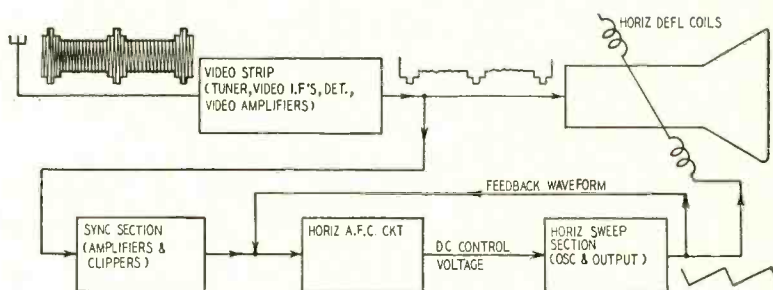 HORIZ DEFL COILS
VIDEO STRIP
(TUNER, VIDEO I.F'S, DET.,
VIDEO AMPLIFIERS)
FEEDBACK WAVEFORM
SYNC SECTION
(AMPLIFIERS &
CLIPPERS)
HORIZ A.F.C. CKT
DC CONTROL
VOLTAGE
HORIZ SWEEP
SECTION
(OSC & OUTPUT)